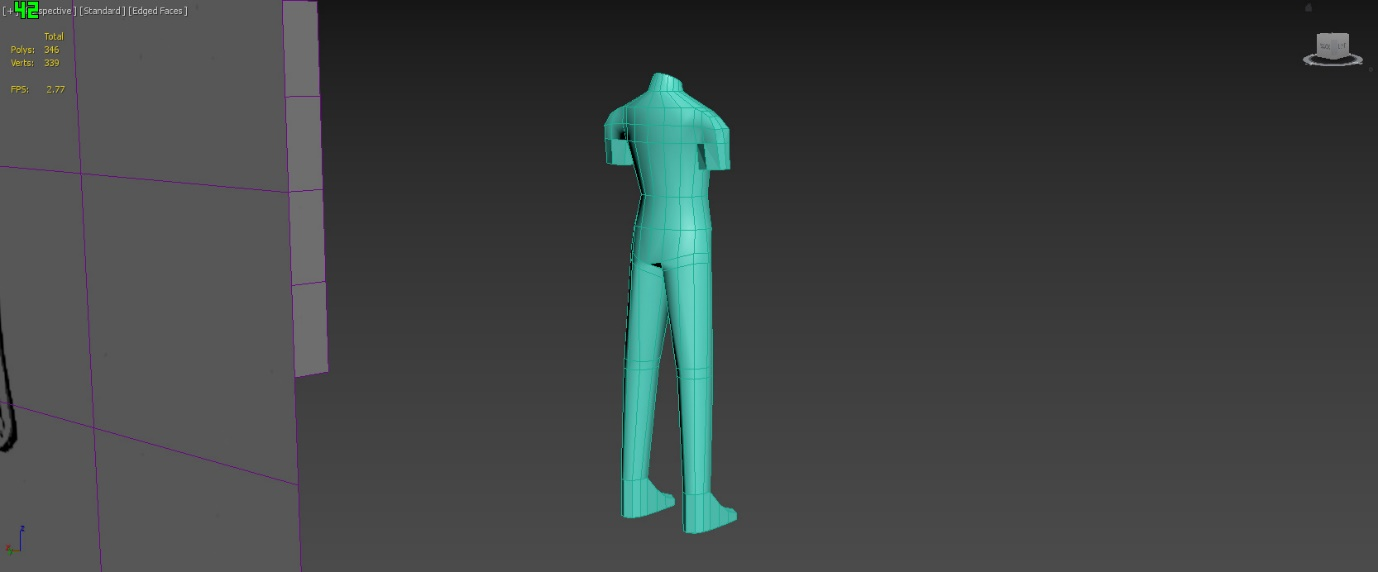 [+] [ spective ] [Standard ] [Edged Faces ]
42
Total
Polys: 346
Verts: 339
FPS: 2.77
z
x
y